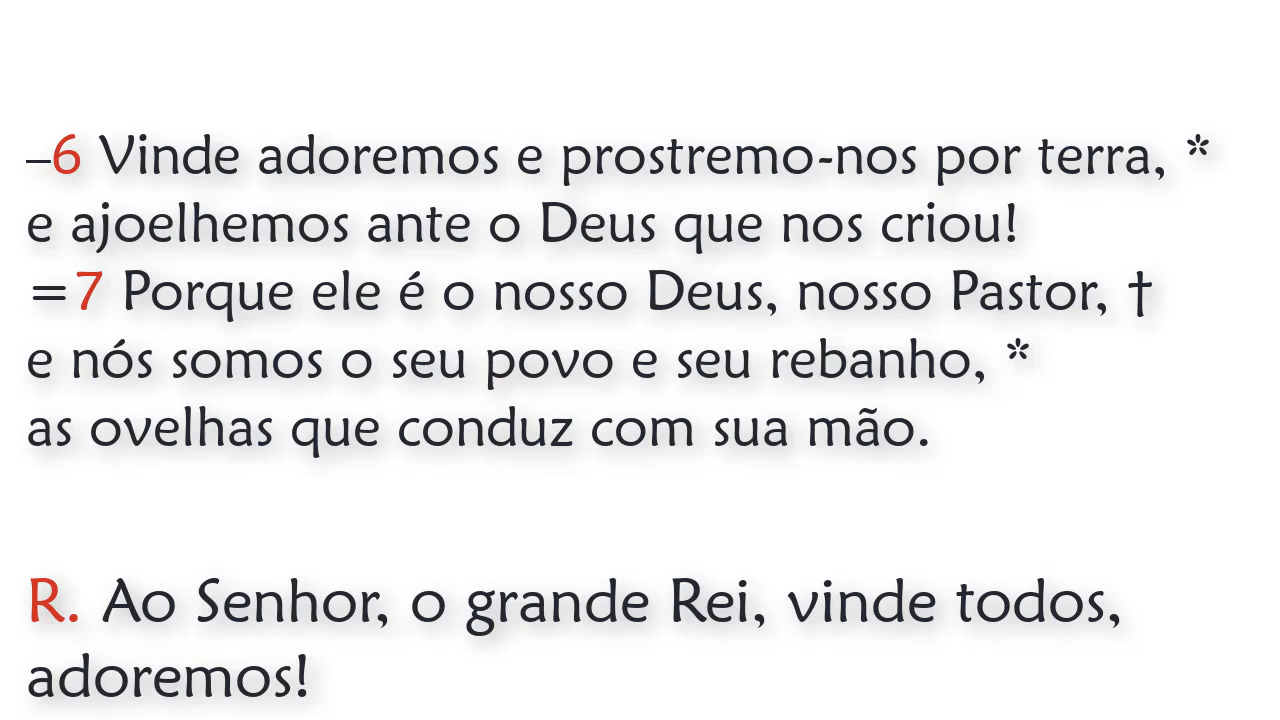 –6 Vinde adoremos e prostremo-nos por terra, *
e ajoelhemos ante o Deus que nos criou!
=7 Porque ele é o nosso Deus, nosso Pastor, †
e nós somos o seu povo e seu rebanho, *
as ovelhas que conduz com sua mão.
R. Ao Senhor, o grande Rei, vinde todos,
adoremos!